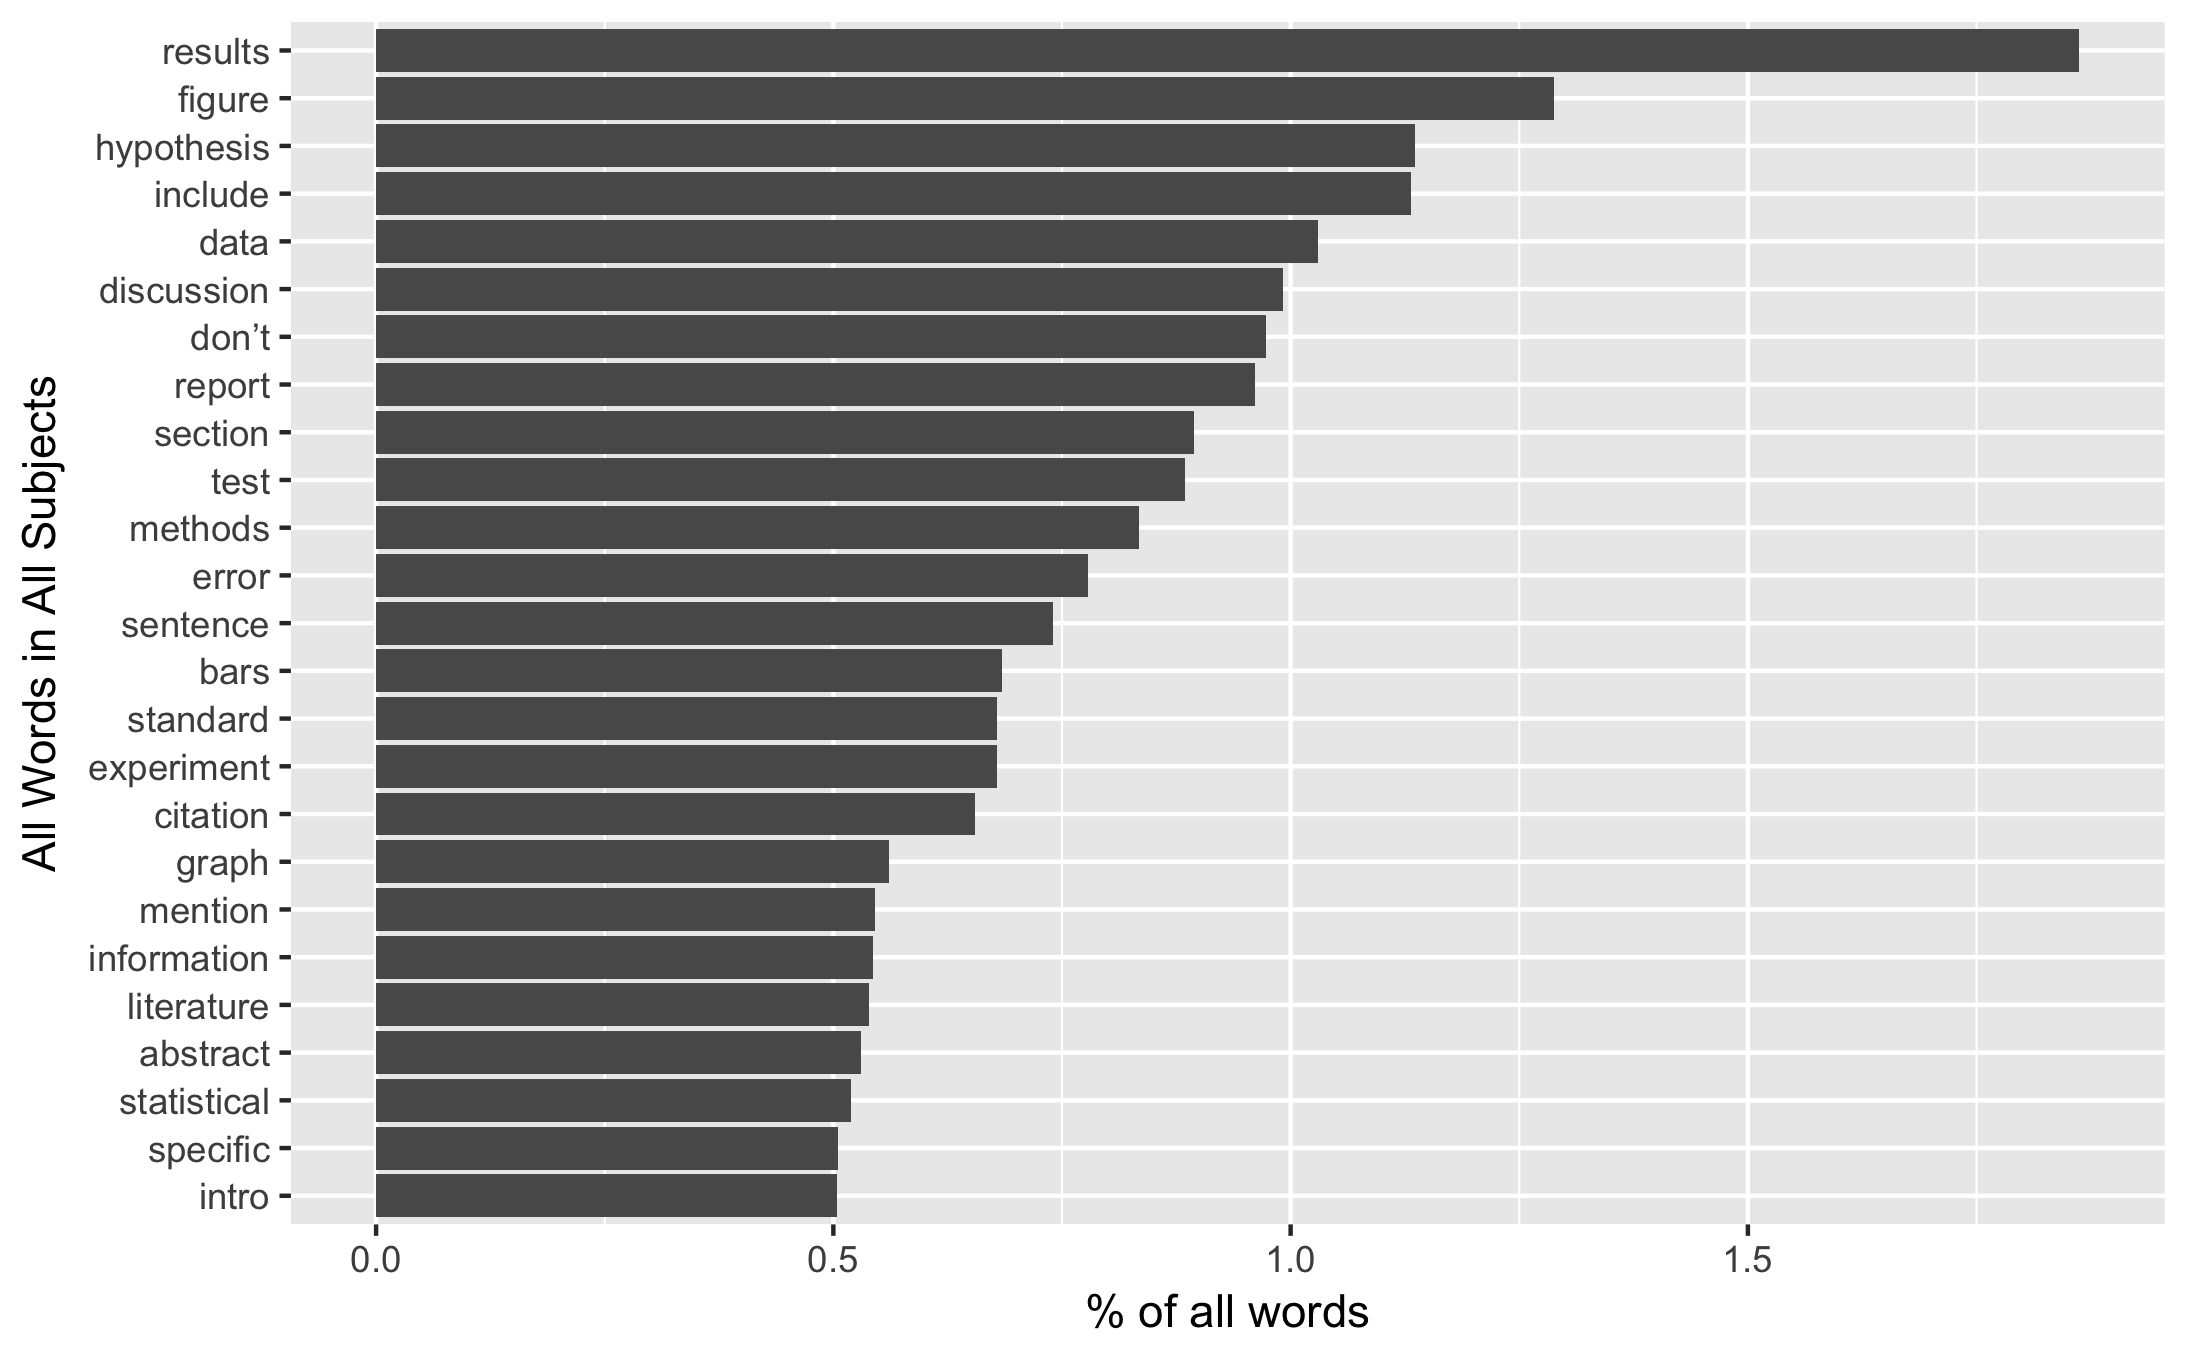 results
figure
hypothesis
include
data
discussion
don’t
report
section
test
methods
error
sentence
bars
standard
experiment
citation
graph
mention
information
literature
abstract
statistical
specific
intro
All Words in All Subjects
0.0 0.5 1.0 1.5
% of all words